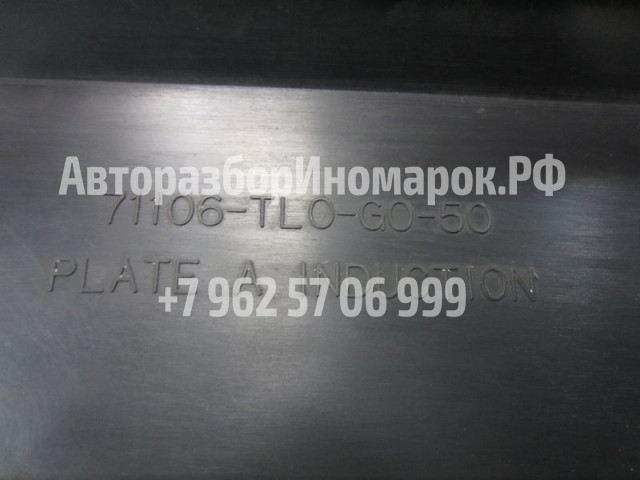 АвторазборИномарок.РФ
71106-TL0-G0-50
PLATE A, INDUCTION
+7 962 57 06 999